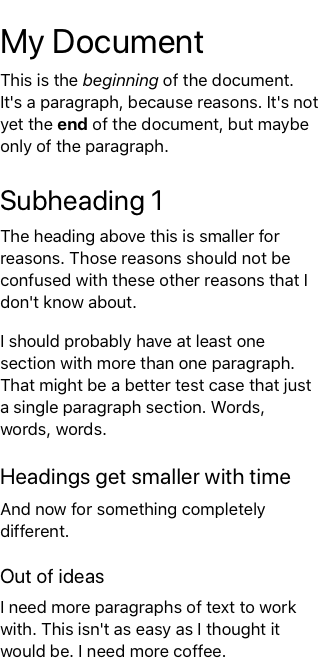 My Document
This is the beginning of the document.
It's a paragraph, because reasons. It's not
yet the end of the document, but maybe
only of the paragraph.
Subheading 1
The heading above this is smaller for
reasons. Those reasons should not be
confused with these other reasons that I
don't know about.
I should probably have at least one
section with more than one paragraph.
That might be a better test case that just
a single paragraph section. Words,
words, words.
Headings get smaller with time
And now for something completely
different.
Out of ideas
I need more paragraphs of text to work
with. This isn't as easy as I thought it
would be. I need more coffee.